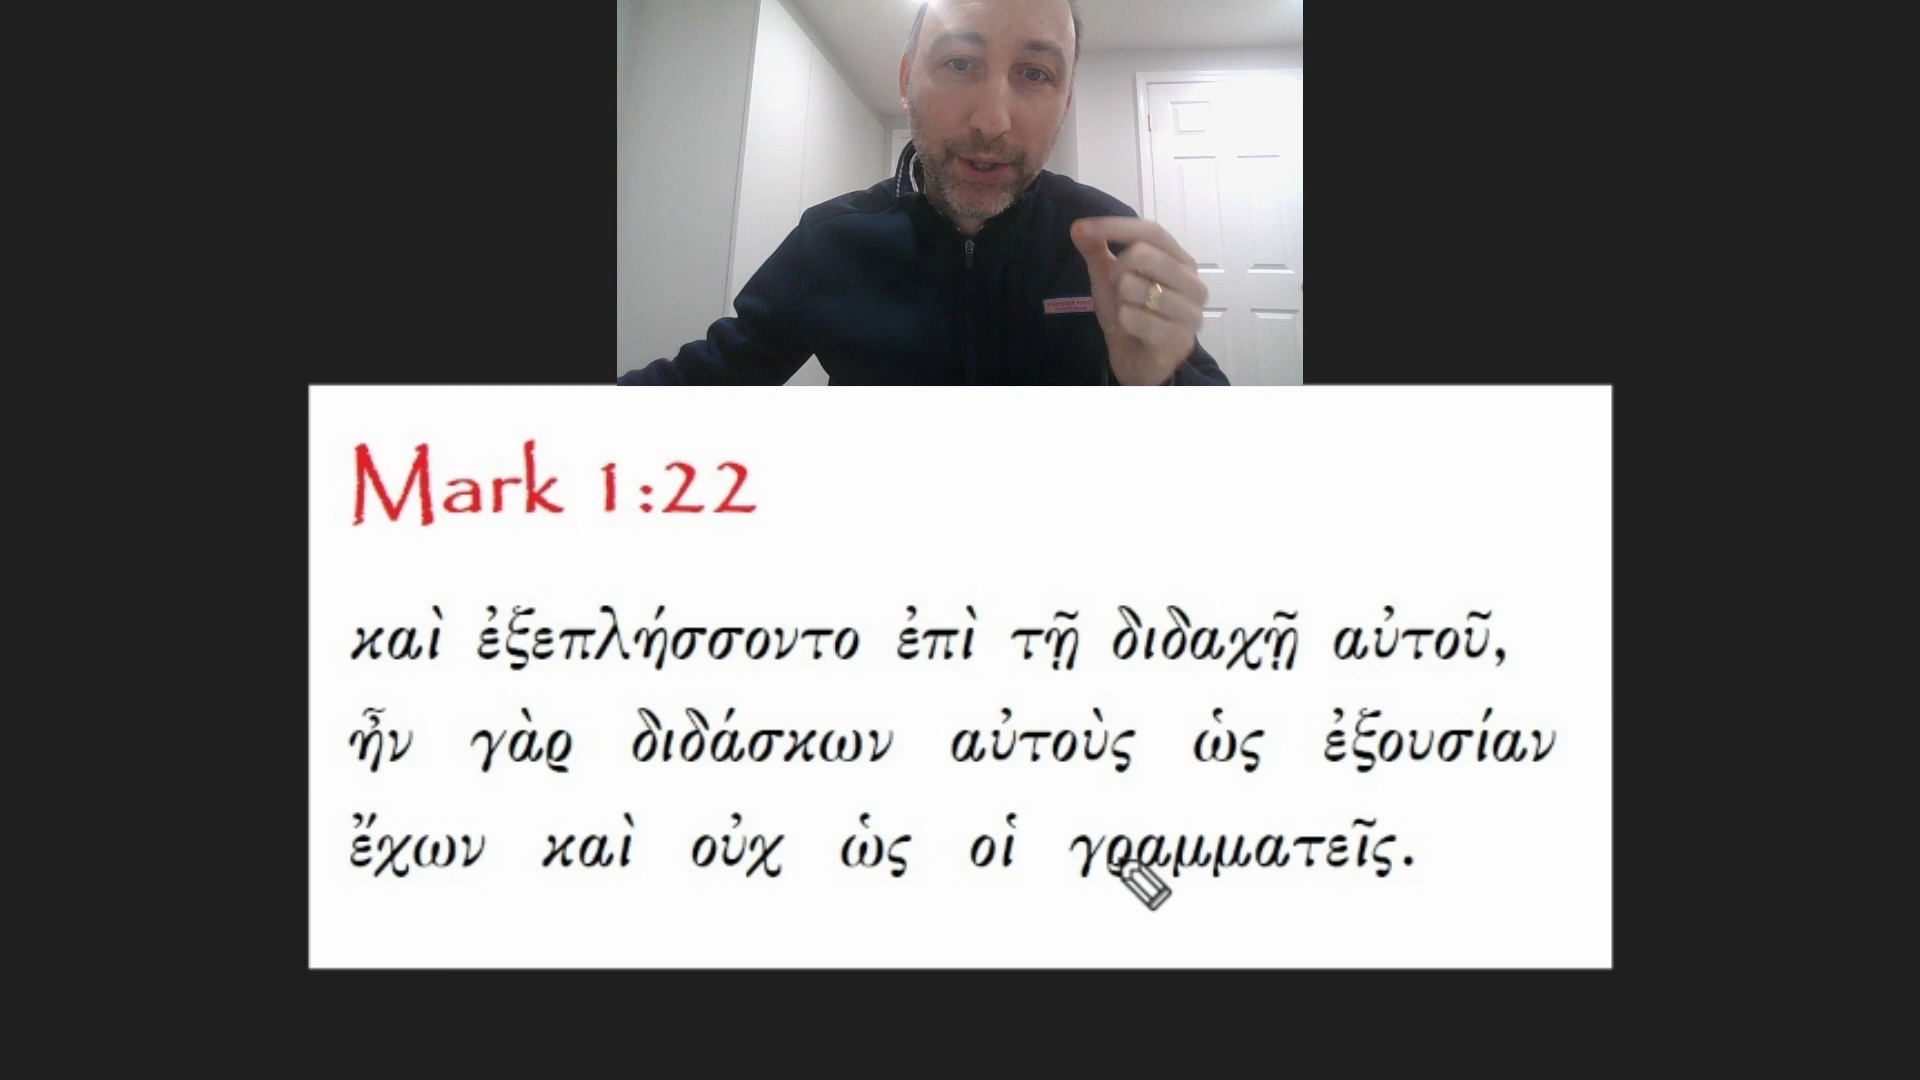 Mark 1:22
καὶ ἐξεπλήσσοντο ἐπὶ τῇ διδαχῇ αὐτοῦ,
ἦν γὰρ διδάσκων αὐτοὺς ὡς ἐξουσίαν
ἔχων καὶ οὐχ ὡς οἱ γραμματεῖς.